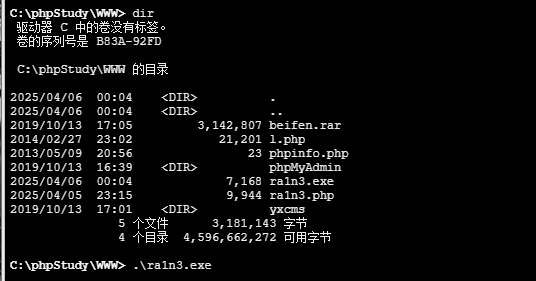 C:\phpStudy\WWW> dir
驱动器 C 中的卷没有标签。
卷的序列号是 B83A-92FD
C:\phpStudy\WWW 的目录
2025/04/06  00:04    <DIR>          .
2025/04/06  00:04    <DIR>          ..
2019/10/13  17:05         3,142,807 beifen.rar
2014/02/27  23:02            21,201 l.php
2013/05/09  20:56                23 phpinfo.php
2019/10/13  16:39    <DIR>          phpMyAdmin
2025/04/06  00:04             7,168 ra1n3.exe
2025/04/05  23:15             9,944 ra1n3.php
2019/10/13  17:01    <DIR>          yxcms
5 个文件      3,181,143 字节
4 个目录  4,596,662,272 可用字节
C:\phpStudy\WWW> .\ra1n3.exe